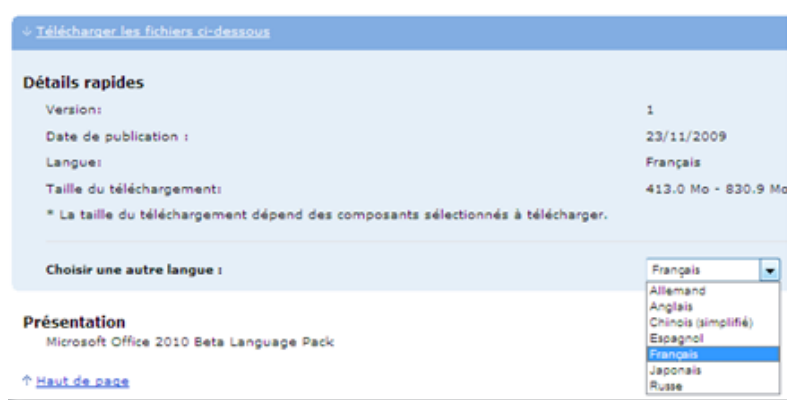 ↓ Télécharger les fichiers ci-dessous
Détails rapides
Version: 1
Date de publication : 23/11/2009
Langue: Français
Taille du téléchargement: 413.0 Mo - 830.9 Mo
* La taille du téléchargement dépend des composants sélectionnés à télécharger.
Choisir une autre langue : Français
Allemand
Anglais
Chinois (simplifié)
Espagnol
Français
Japonais
Russe
Présentation
Microsoft Office 2010 Beta Language Pack
↑ Haut de page